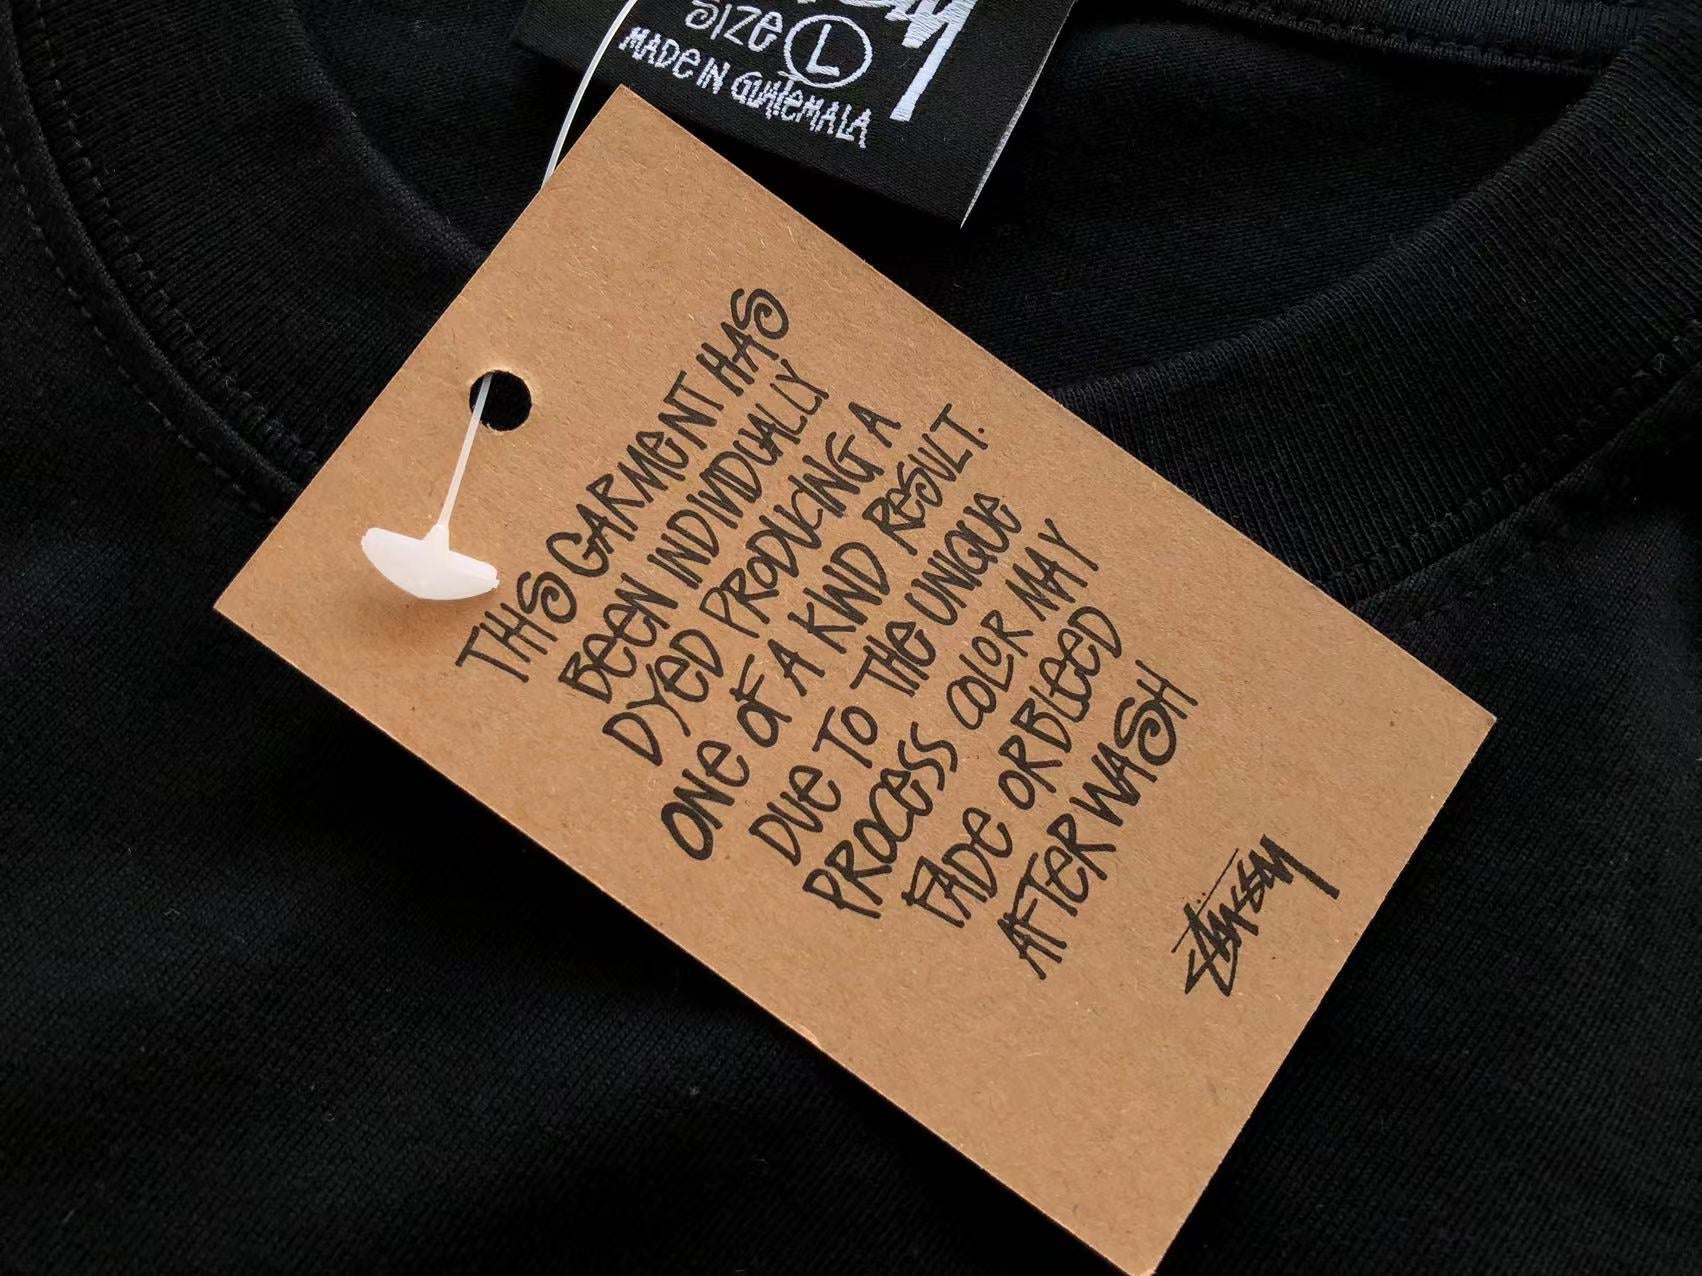 Size L
MADE IN GUATEMALA
THIS GARMENT HAS
BEEN INDIVIDUALLY
DYED PRODUCING A
ONE OF A KIND RESULT.
DUE TO THE UNIQUE
PROCESS COLOR MAY
FADE OR BLEED
AFTER WASH
Stüssy